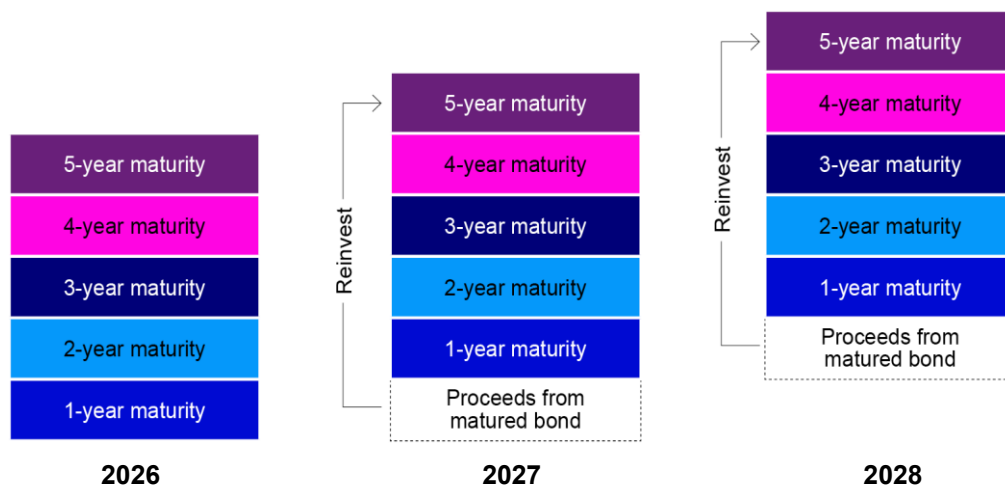 5-year maturity
4-year maturity
3-year maturity
2-year maturity
1-year maturity
2026
Reinvest
5-year maturity
4-year maturity
3-year maturity
2-year maturity
1-year maturity
Proceeds from
matured bond
2027
Reinvest
5-year maturity
4-year maturity
3-year maturity
2-year maturity
1-year maturity
Proceeds from
matured bond
2028